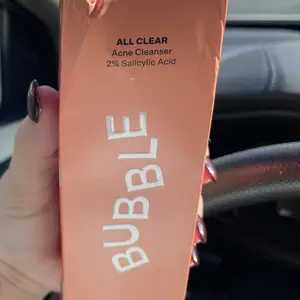 ALL CLEAR
Acne Cleanser
2% Salicylic Acid
BUBBLE